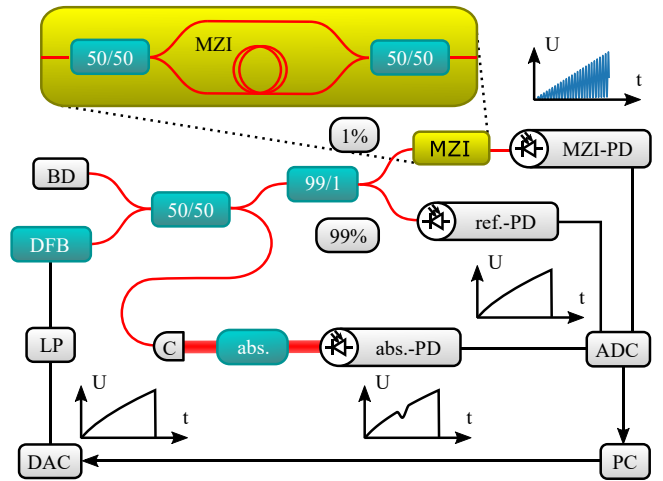 MZI
50/50
50/50
U
t
1%
MZI
MZI-PD
BD
99/1
50/50
DFB
99%
ref.-PD
U
t
LP
C
abs.
abs.-PD
ADC
U
t
U
t
DAC
PC